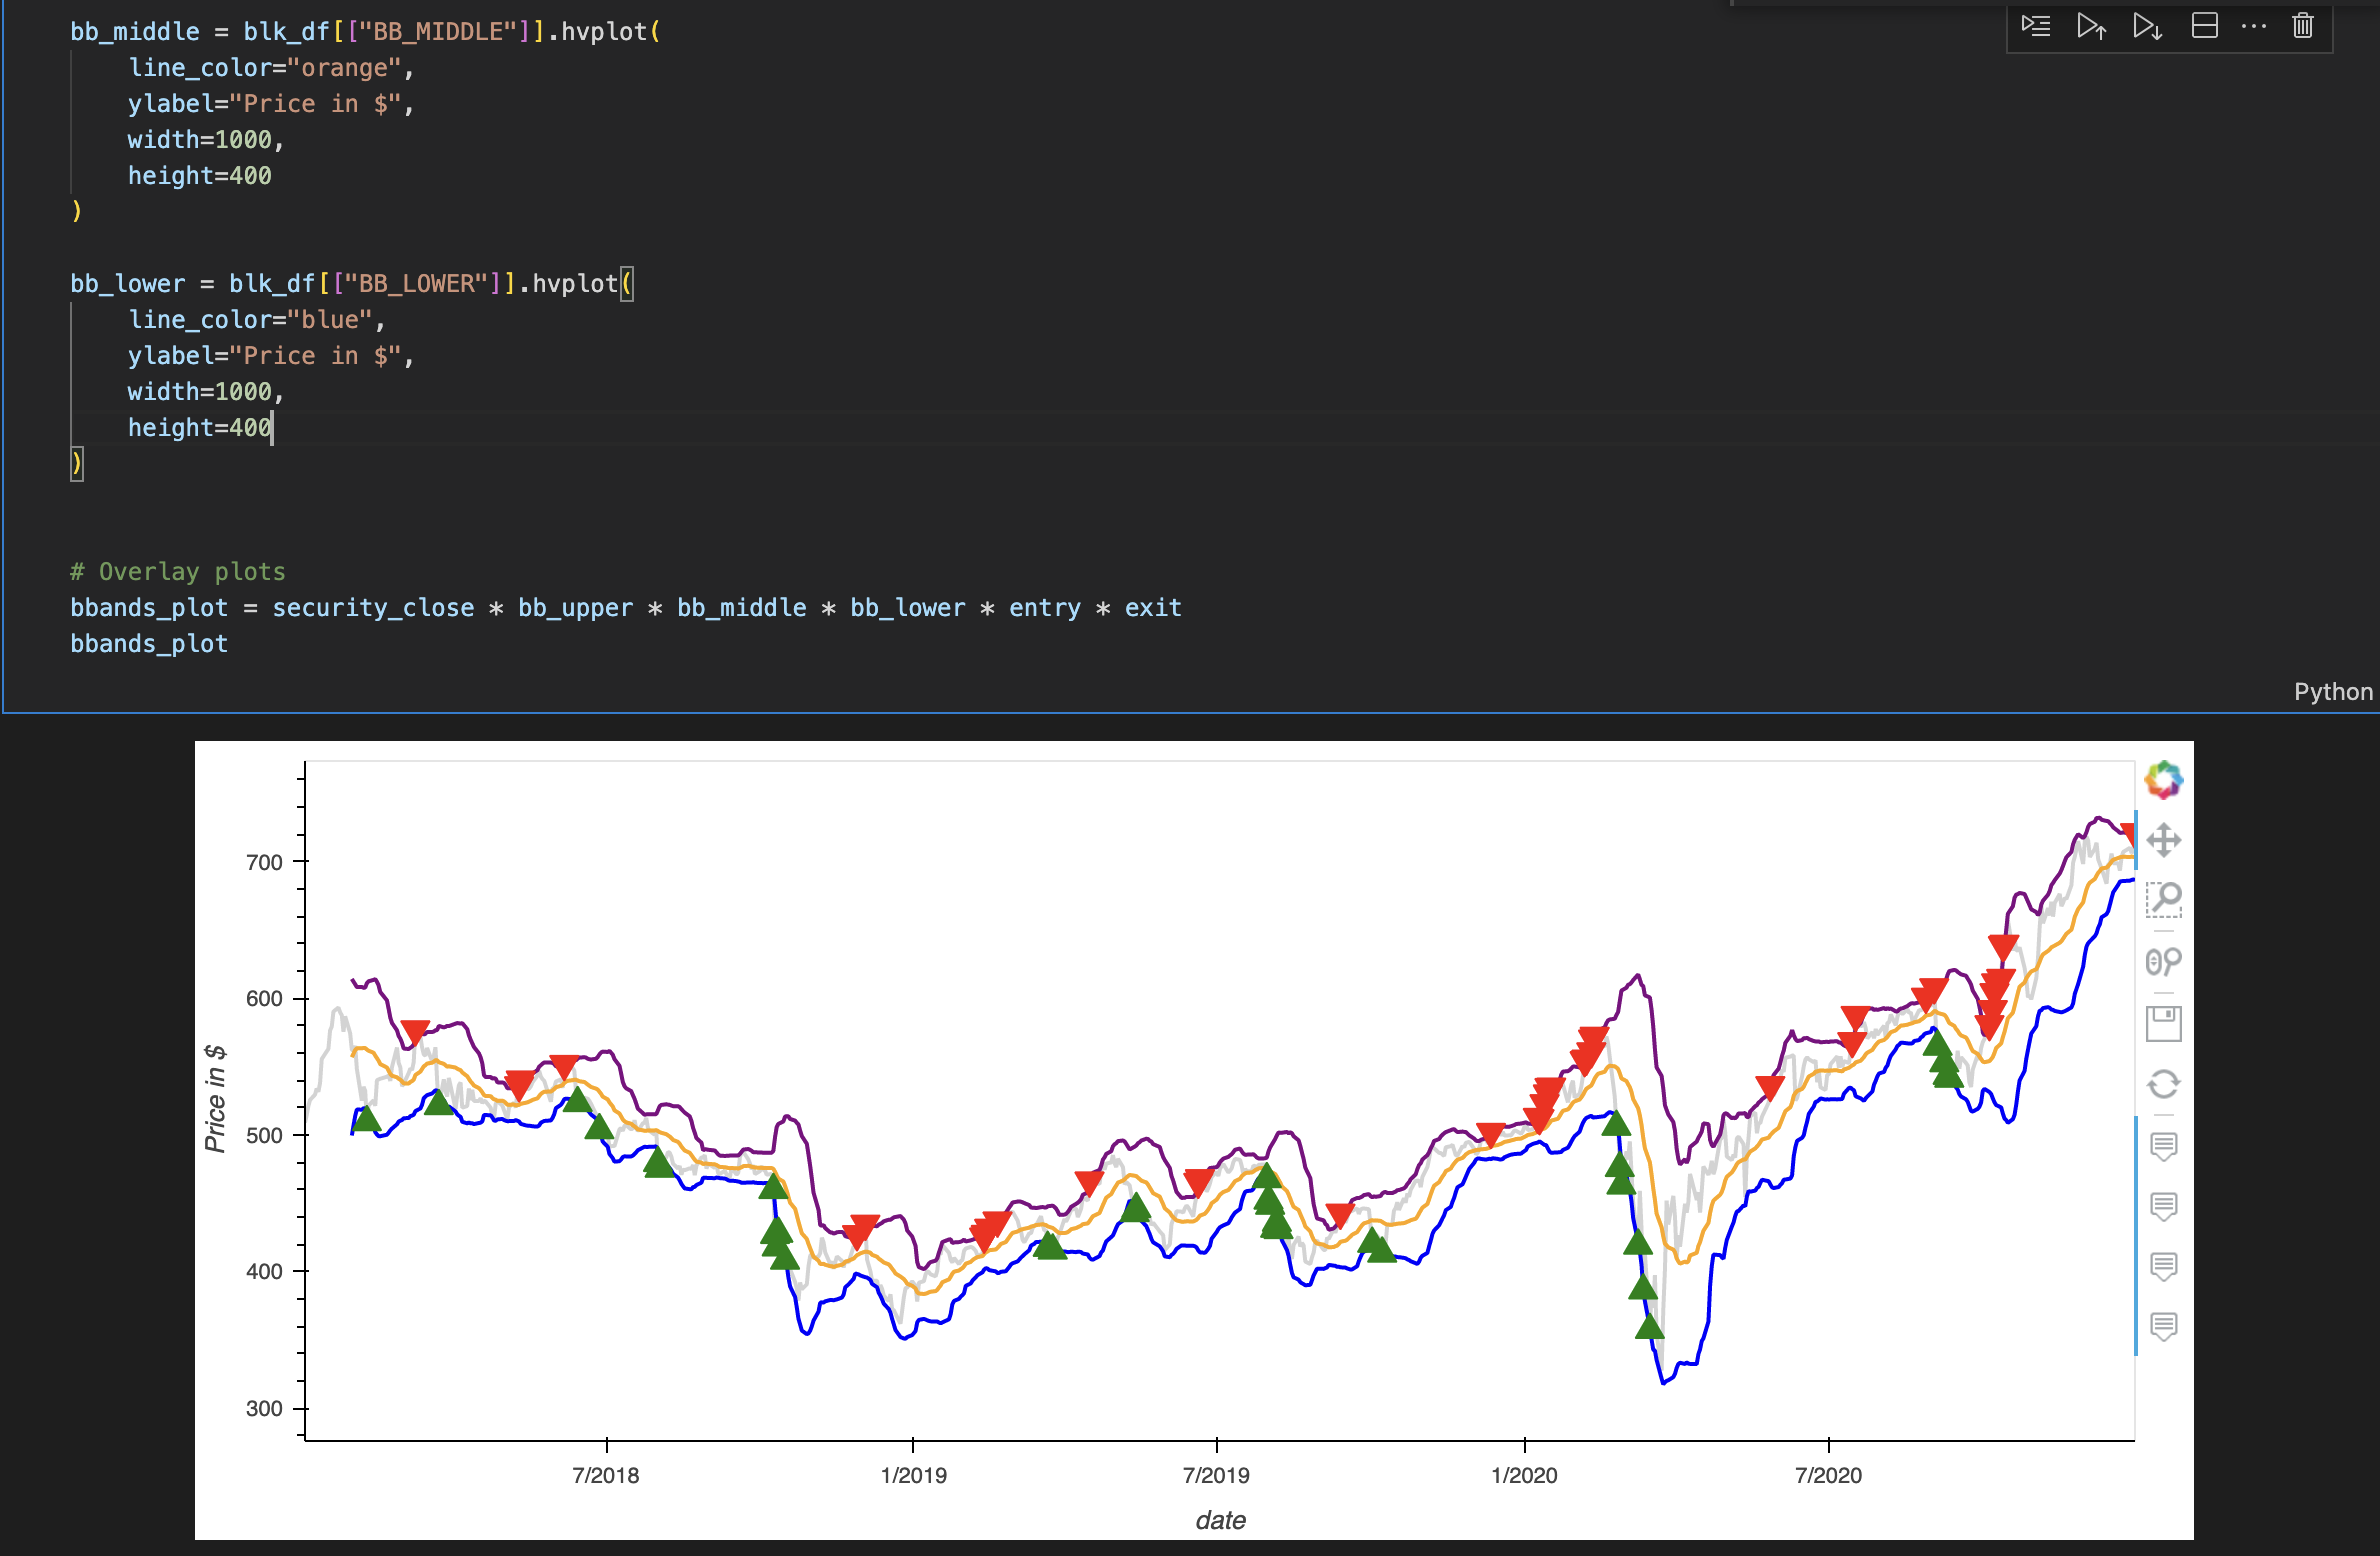 bb_middle = blk_df[["BB_MIDDLE"]].hvplot(
    line_color="orange",
    ylabel="Price in $",
    width=1000,
    height=400
)
bb_lower = blk_df[["BB_LOWER"]].hvplot(
    line_color="blue",
    ylabel="Price in $",
    width=1000,
    height=400
)
# Overlay plots
bbands_plot = security_close * bb_upper * bb_middle * bb_lower * entry * exit
bbands_plot
Python
Price in $
700
600
500
400
300
7/2018
1/2019
7/2019
1/2020
7/2020
date